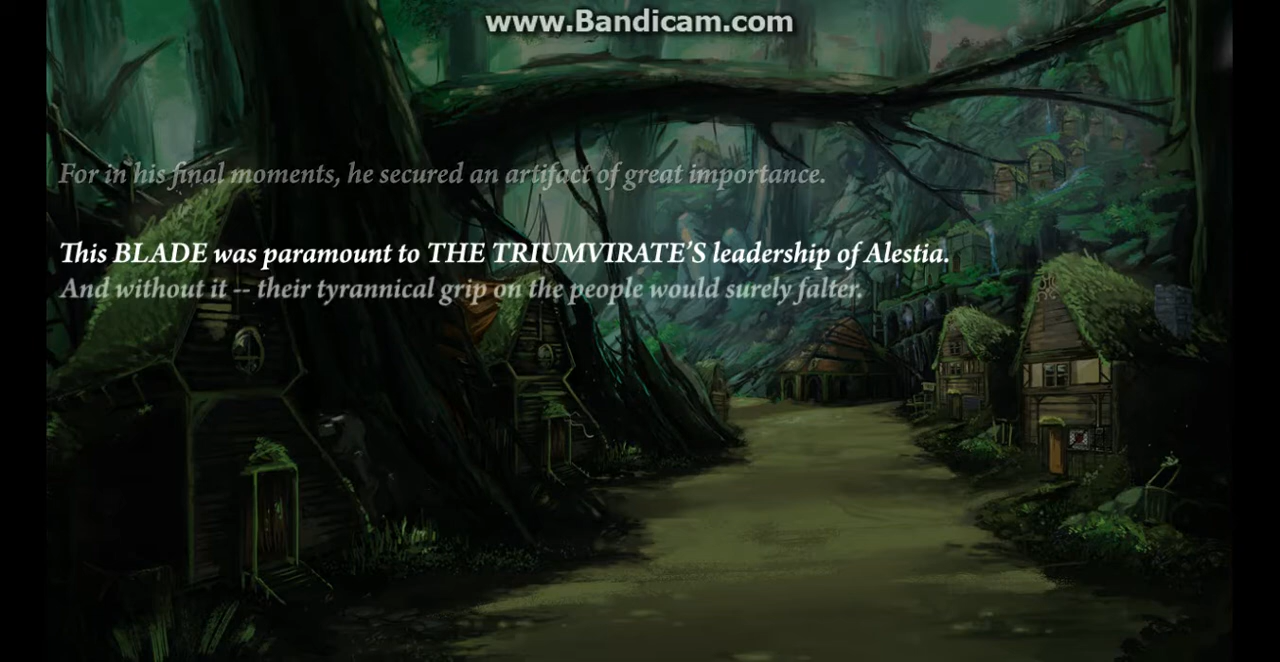 www.Bandicam.com
For in his final moments, he secured an artifact of great importance.
This BLADE was paramount to THE TRIUMVIRATE'S leadership of Alestia.
And without it -- their tyrannical grip on the people would surely falter.